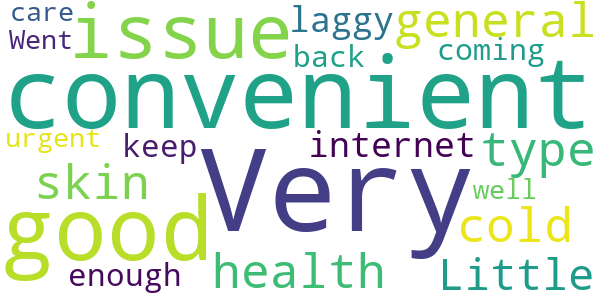 care
issue
laggy
general
Went
back
coming
convenient
urgent
keep
internet
type
skin
Very
well
good
cold
enough
health
Little